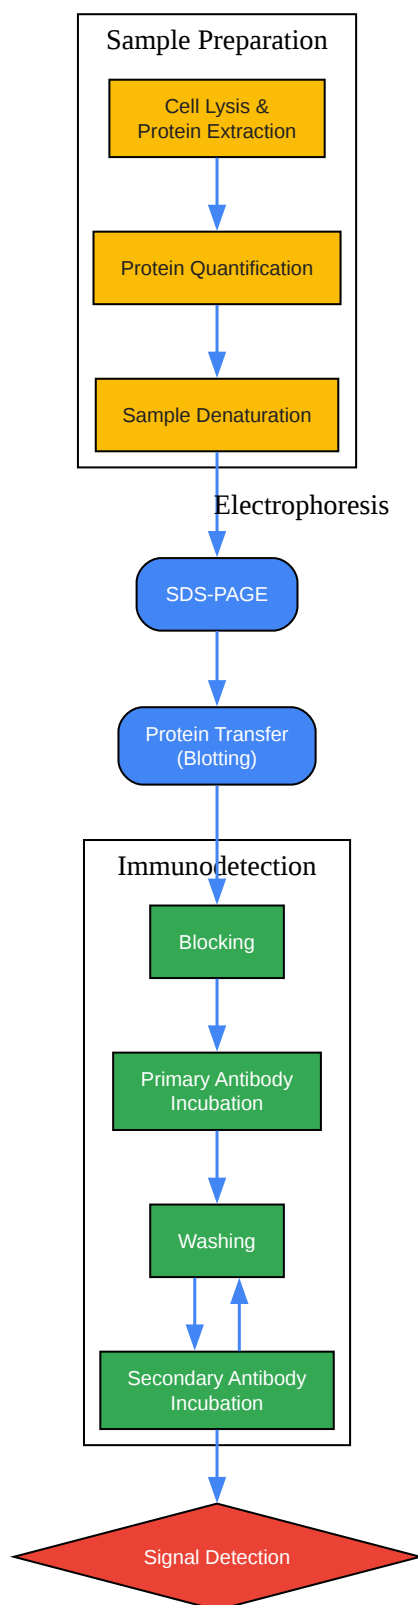 Sample Preparation
Cell Lysis &
Protein Extraction
Protein Quantification
Sample Denaturation
Electrophoresis
SDS-PAGE
Protein Transfer
(Blotting)
Immunodetection
Blocking
Primary Antibody
Incubation
Washing
Secondary Antibody
Incubation
Signal Detection